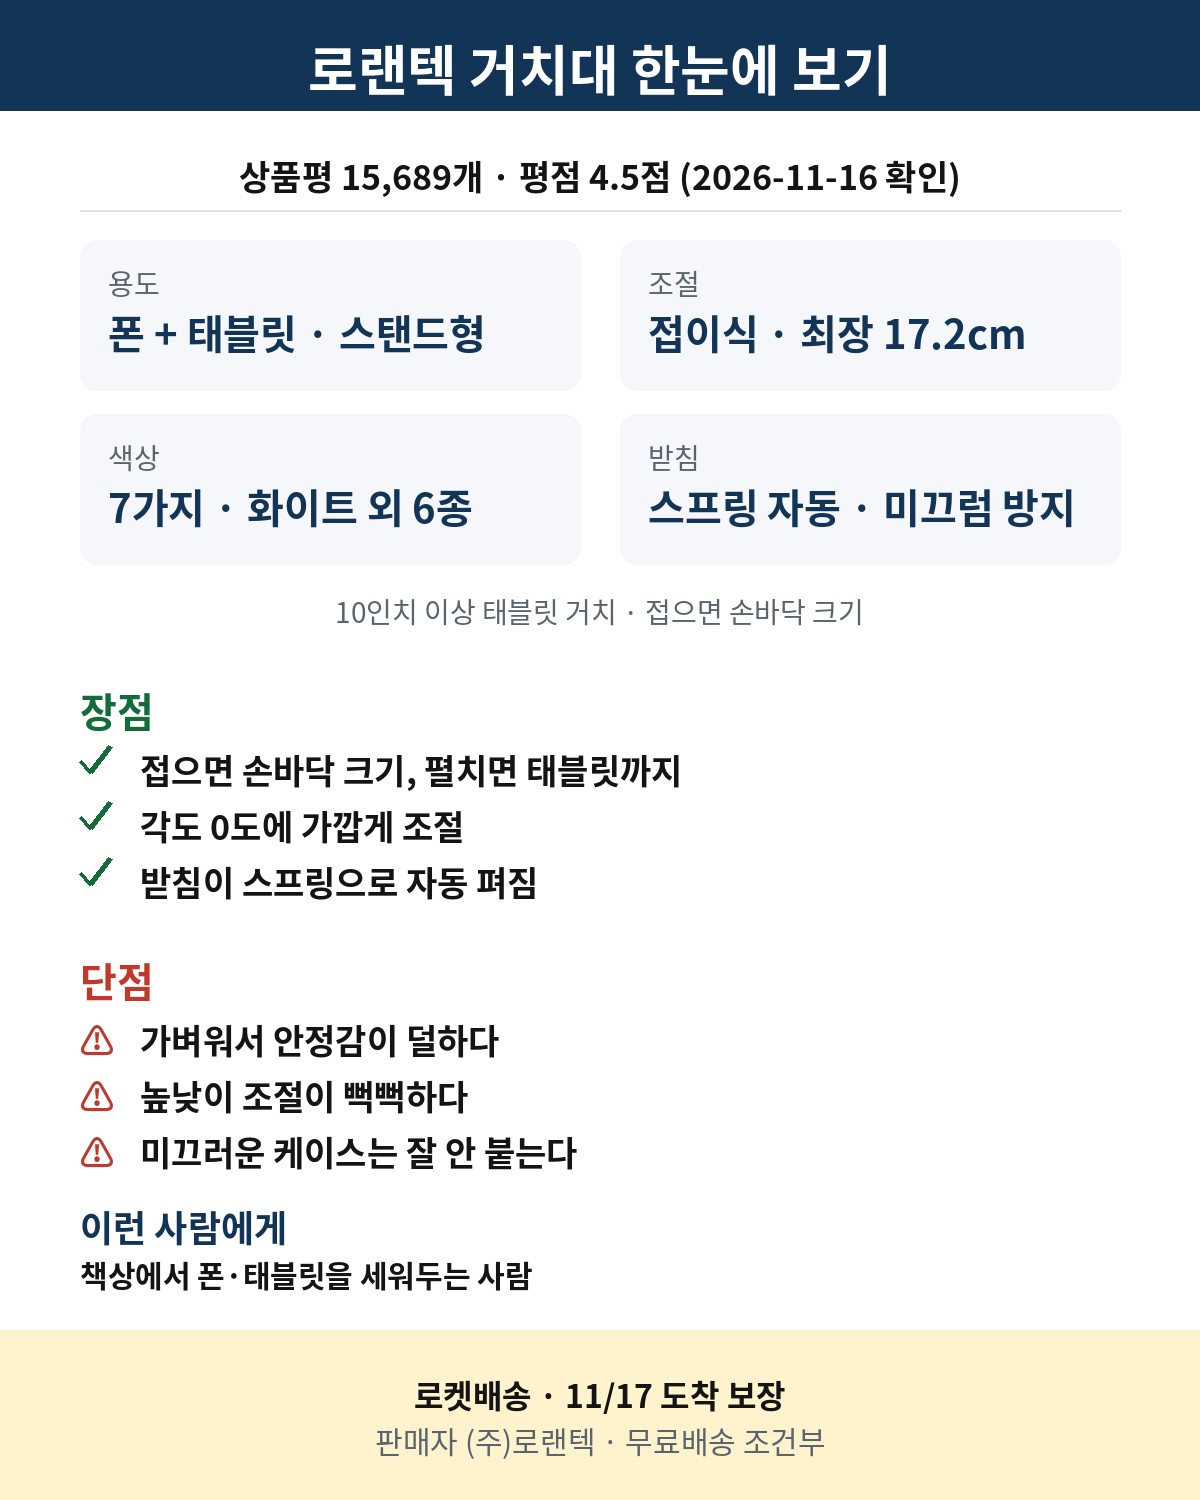 로랜텍 거치대 한눈에 보기
상품평 15,689개 · 평점 4.5점 (2026-11-16 확인)
용도
폰 + 태블릿 · 스탠드형
조절
접이식 · 최장 17.2cm
색상
7가지 · 화이트 외 6종
받침
스프링 자동 · 미끄럼 방지
10인치 이상 태블릿 거치 · 접으면 손바닥 크기
장점
접으면 손바닥 크기, 펼치면 태블릿까지
각도 0도에 가깝게 조절
받침이 스프링으로 자동 펴짐
단점
가벼워서 안정감이 덜하다
높낮이 조절이 뻑뻑하다
미끄러운 케이스는 잘 안 붙는다
이런 사람에게
책상에서 폰·태블릿을 세워두는 사람
로켓배송 · 11/17 도착 보장
판매자 (주)로랜텍 · 무료배송 조건부